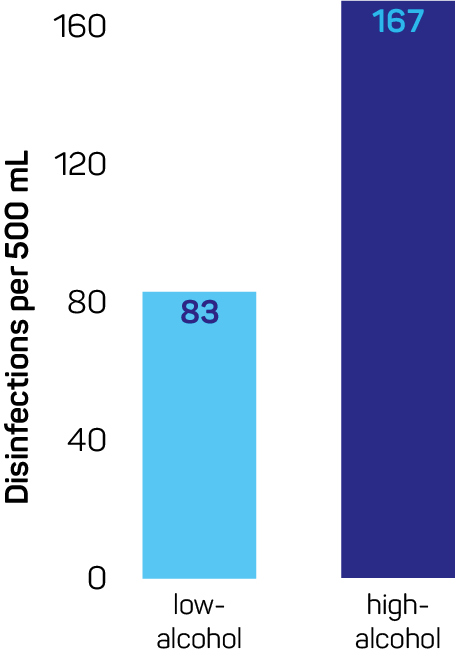 Disinfections per 500 mL
160
120
80
40
0
83
167
low-
alcohol
high-
alcohol